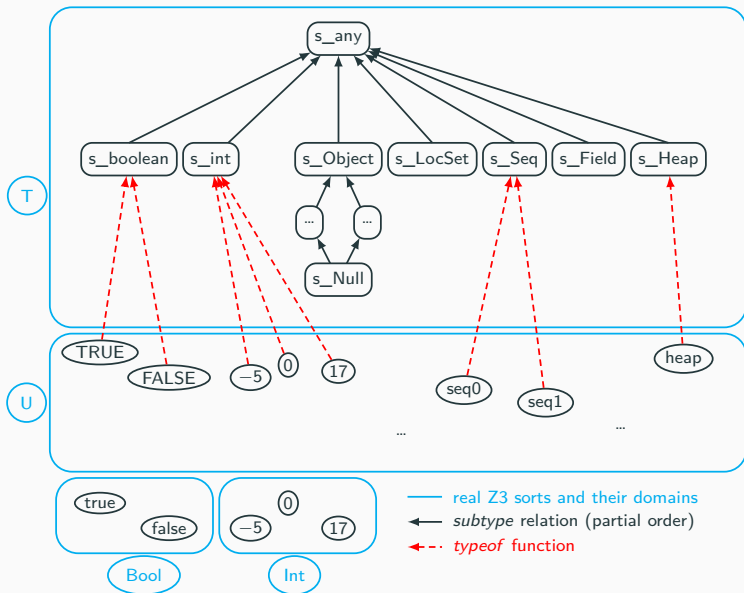 s_any
s_boolean s_int s_Object s_LocSet s_Seq s_Field s_Heap
T
... ...
s_Null
TRUE FALSE −5 0 17 seq0 seq1 heap
U
... ...
true false 0 −5 17
Bool Int
real Z3 sorts and their domains
subtype relation (partial order)
typeof function